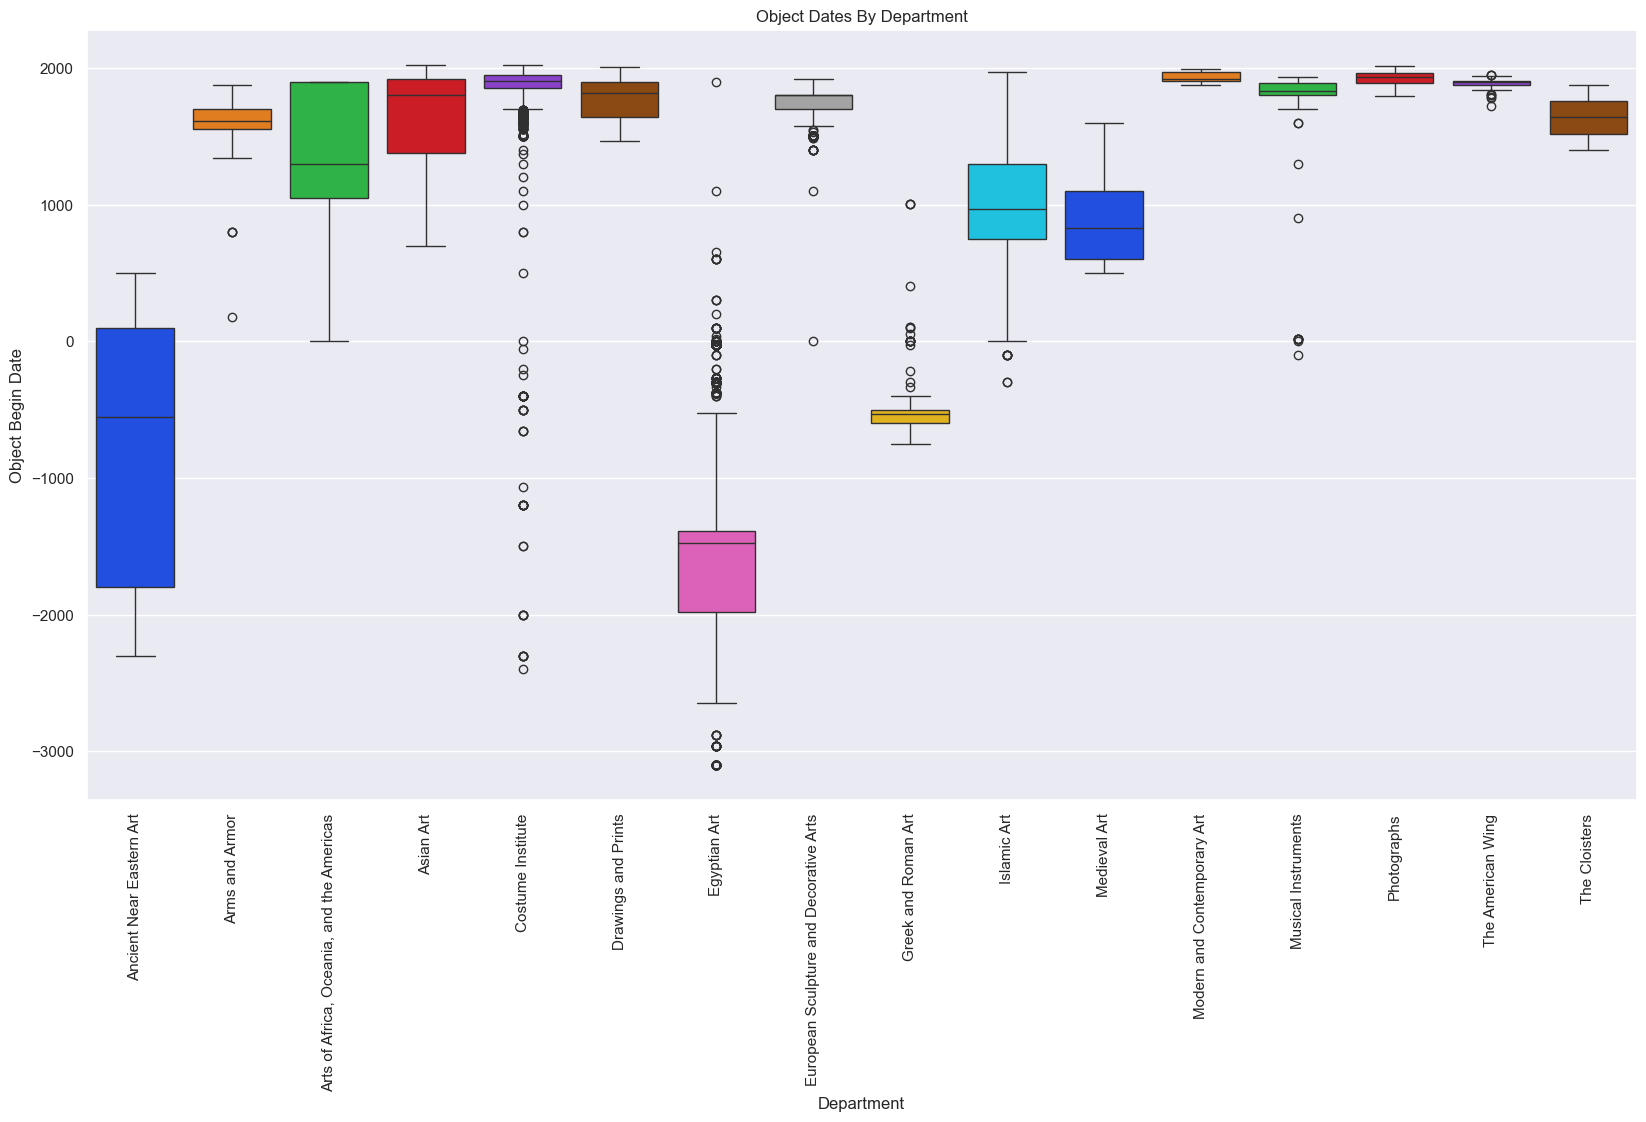 Object Dates By Department
Object Begin Date
2000
1000
0
−1000
−2000
−3000
Ancient Near Eastern Art
Arms and Armor
Arts of Africa, Oceania, and the Americas
Asian Art
Costume Institute
Drawings and Prints
Egyptian Art
European Sculpture and Decorative Arts
Greek and Roman Art
Islamic Art
Medieval Art
Modern and Contemporary Art
Musical Instruments
Photographs
The American Wing
The Cloisters
Department